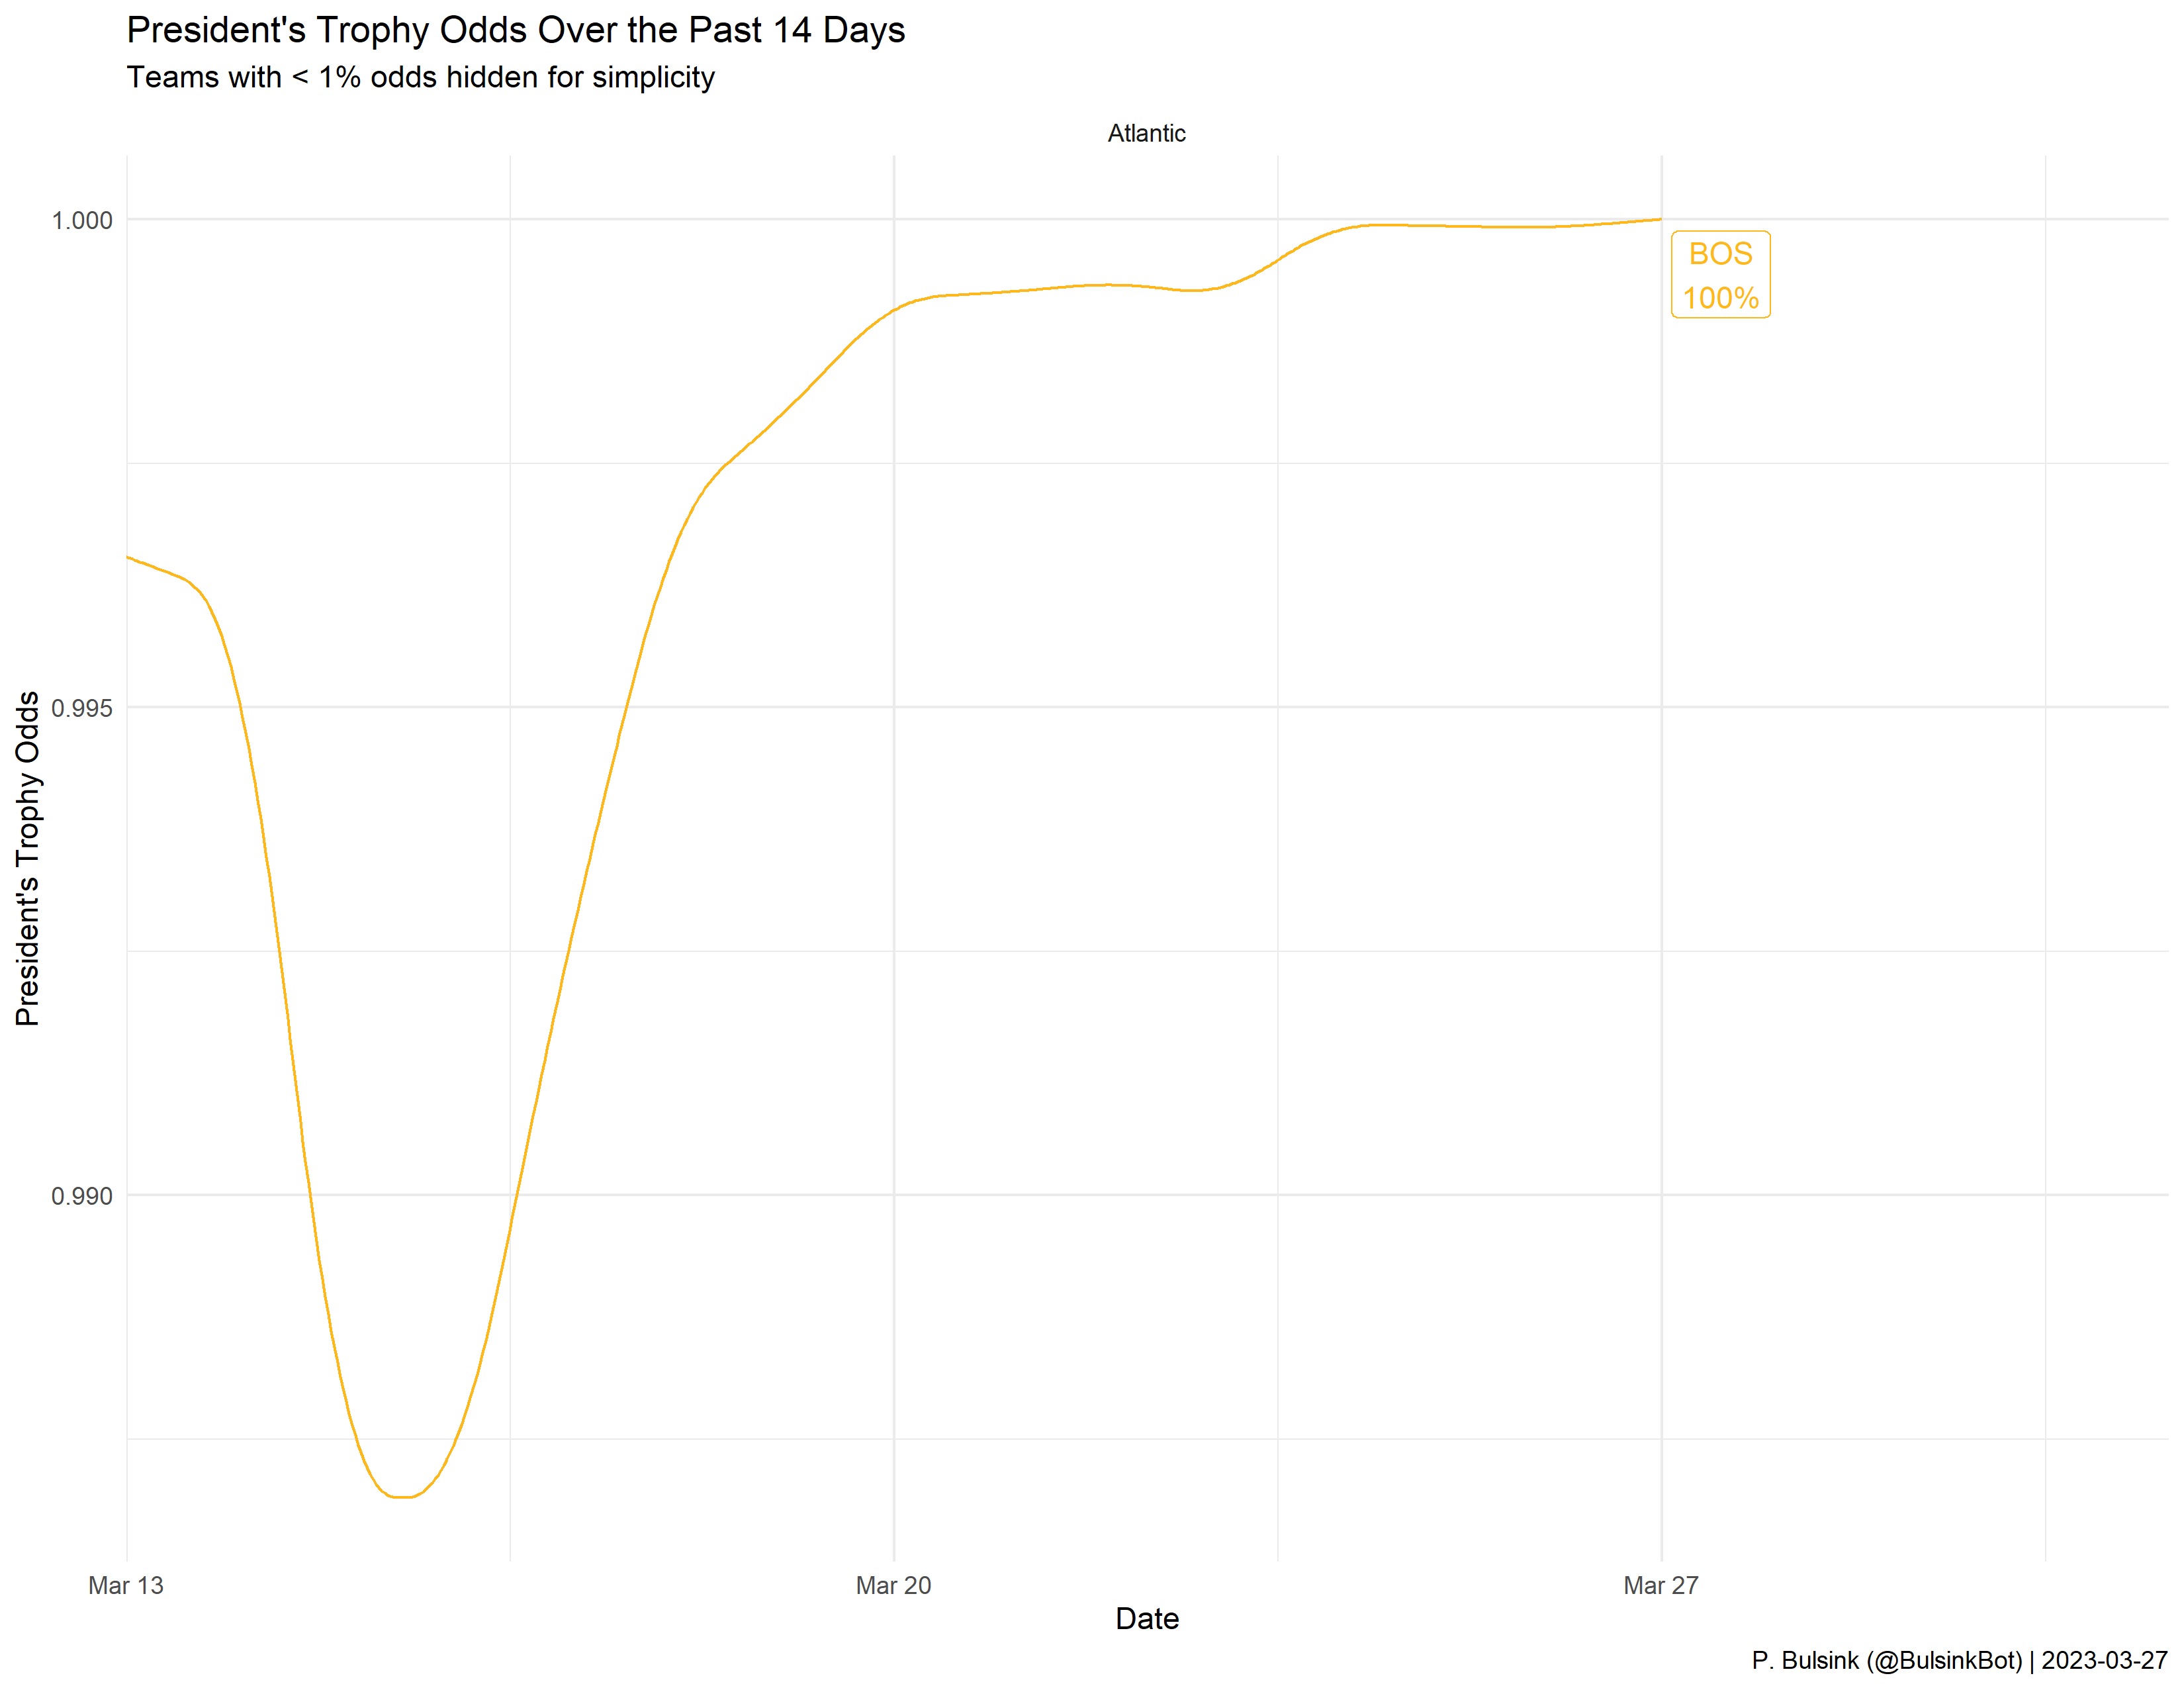 President's Trophy Odds Over the Past 14 Days
Teams with < 1% odds hidden for simplicity
Atlantic
1.000
0.995
0.990
President's Trophy Odds
BOS
100%
Mar 13
Mar 20
Mar 27
Date
P. Bulsink (@BulsinkBot) | 2023-03-27